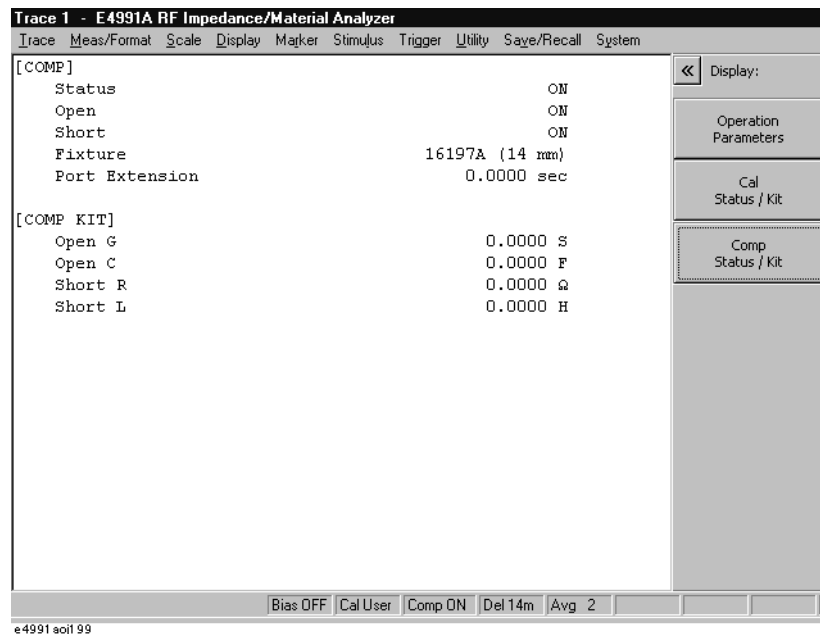 Trace 1 - E4991A RF Impedance/Material Analyzer
Trace Meas/Format Scale Display Marker Stimulus Trigger Utility Save/Recall System
[COMP]
Status ON
Open ON
Short ON
Fixture 16197A (14 mm)
Port Extension 0.0000 sec
[COMP KIT]
Open G 0.0000 S
Open C 0.0000 F
Short R 0.0000 Ω
Short L 0.0000 H
« Display:
Operation
Parameters
Cal
Status / Kit
Comp
Status / Kit
Bias OFF Cal User Comp ON Del 14m Avg 2
e4991aoi199